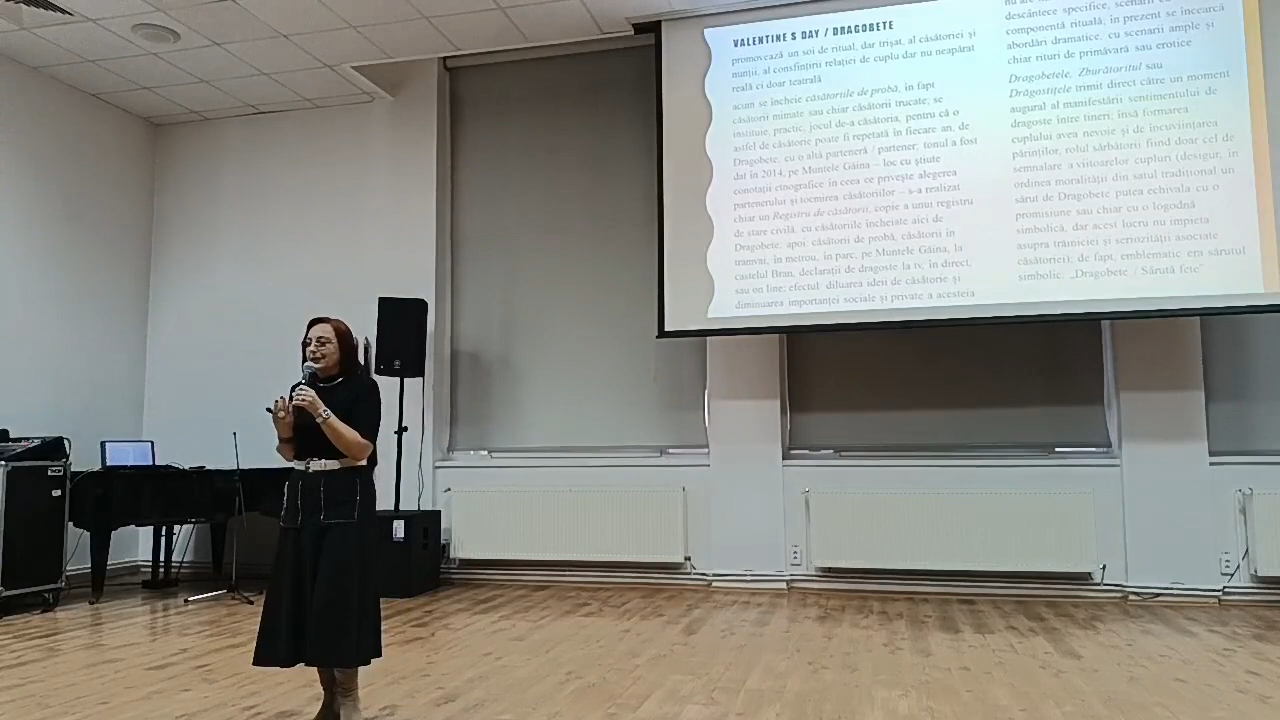 VALENTINE S DAY / DRAGOBETE
promovează un soi de ritual, dar trișat, al căsătoriei și
nunții, al consfințirii relației de cuplu dar nu neapărat
reală ci doar teatrală
acum se încheie căsătoriile de probă, în fapt
căsătorii mimate sau chiar căsătorii trucate; se
instituie, practic, jocul de-a căsătoria, pentru că o
astfel de căsătorie poate fi repetată în fiecare an, de
Dragobete, cu o altă parteneră / partener; tonul a fost
dat în 2014, pe Muntele Găina – loc cu știute
conotații etnografice în ceea ce privește alegerea
partenerului și tocmirea căsătoriilor – s-a realizat
chiar un Registru de căsătorii, copie a unui registru
de stare civilă, cu căsătoriile încheiate aici de
Dragobete, apoi, căsătorii de probă, căsătorii în
tramvai, în metrou, în parc, pe Muntele Găina, la
castelul Bran, declarații de dragoste la tv, în direct,
sau on line; efectul: diluarea ideii de căsătorie și
diminuarea importanței sociale și private a acesteia
descântece specifice, scenarii
componentă rituală; în prezent se încearcă
abordări dramatice, cu scenarii ample și
chiar rituri de primăvară sau erotice
Dragobetele, Zburătoritul sau
Drăgostițele trimit direct către un moment
augural al manifestării sentimentului de
dragoste între tineri; însă formarea
cuplului avea nevoie și de încuviințarea
părinților, rolul sărbătorii fiind doar cel de
semnalare a viitoarelor cupluri (desigur, în
ordinea moralității din satul tradițional un
sărut de Dragobete putea echivala cu o
promisiune sau chiar cu o logodnă
simbolică, dar acest lucru nu impieta
asupra trăiniciei și seriozității asociate
căsătoriei); de fapt, emblematic era sărutul
simbolic: „Dragobete / Sărută fete”